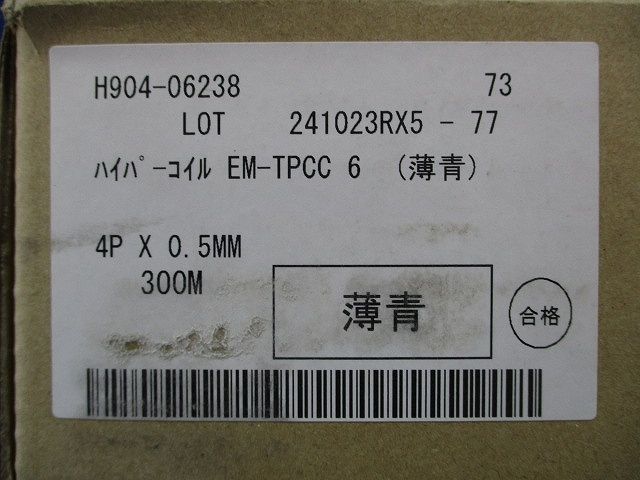 H904-06238 73
LOT 241023RX5 - 77
ﾊｲﾊﾟｰｺｲﾙ EM-TPCC 6 (薄青)
4P X 0.5MM
300M
薄青
合格